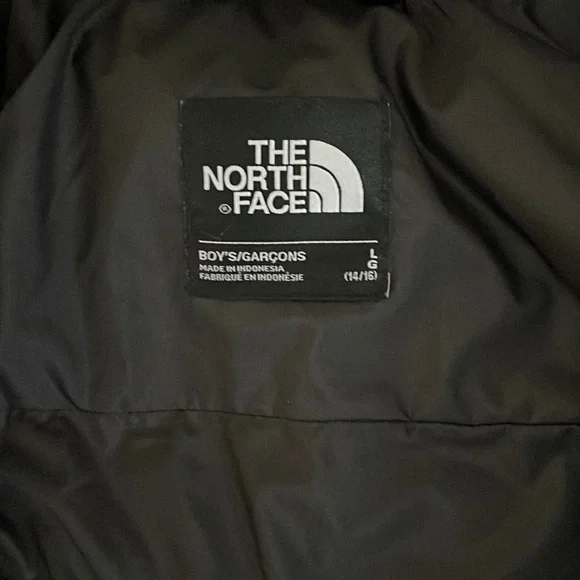 THE
NORTH
® FACE
BOY'S/GARÇONS
MADE IN INDONESIA
FABRIQUÉ EN INDONÉSIE
L
G
(14/16)